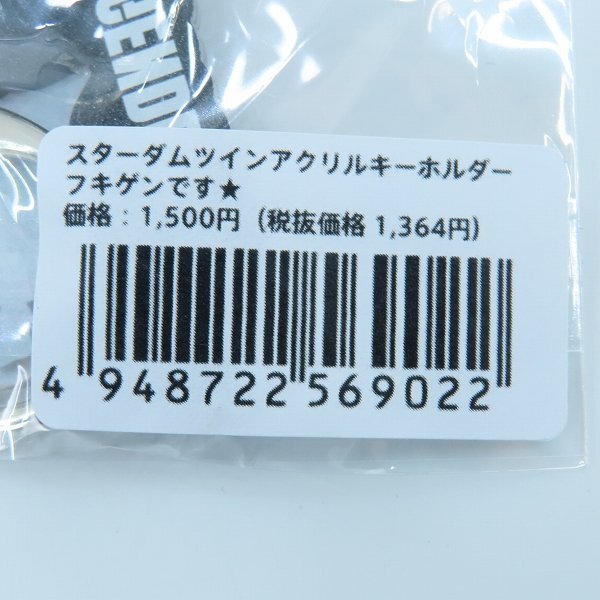 CEKD
スターダムツインアクリルキーホルダー
フキゲンです★
価格：1,500円（税抜価格 1,364円）
4 948722 569022